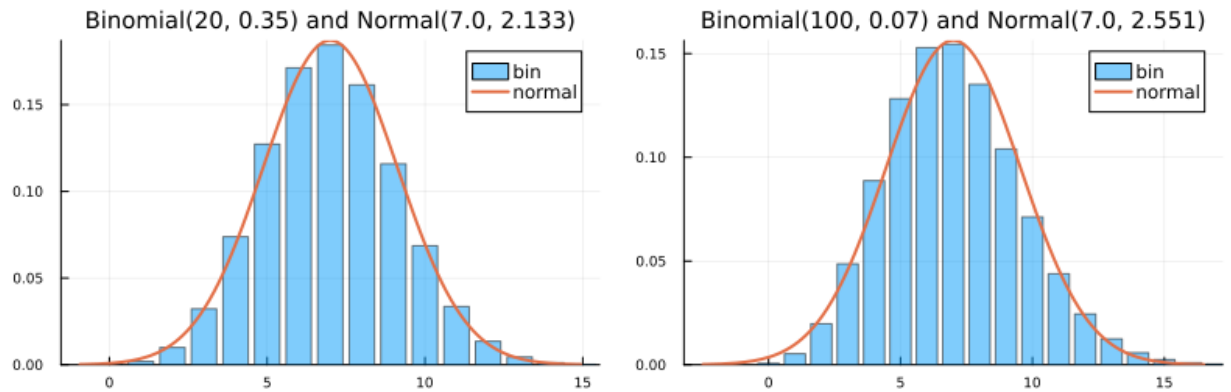 Binomial(20, 0.35) and Normal(7.0, 2.133)
bin
normal
0.15
0.10
0.05
0.00
0 5 10 15
Binomial(100, 0.07) and Normal(7.0, 2.551)
bin
normal
0.15
0.10
0.05
0.00
0 5 10 15